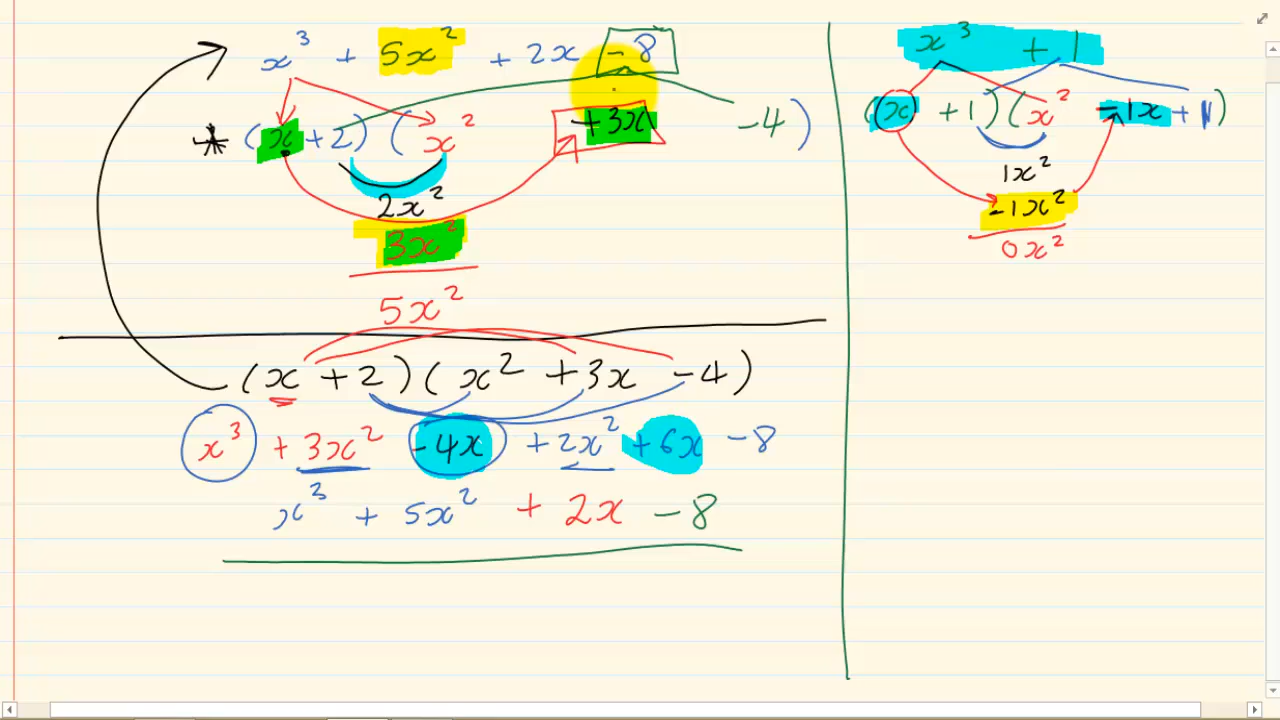 x³ + 5x² + 2x - 8
(x + 2) (x² + 3x - 4)
2x²
3x²
5x²
(x + 2)(x² + 3x - 4)
x³ + 3x² - 4x + 2x² + 6x - 8
x³ + 5x² + 2x - 8
x³ + 1
(x + 1)(x² - 1x + 1)
1x²
-1x²
0x²